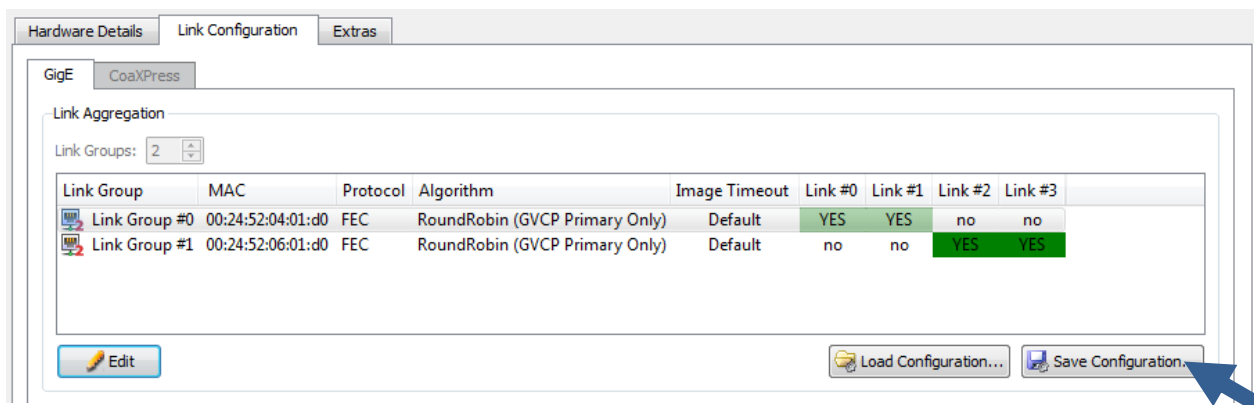 Hardware Details Link Configuration Extras
GigE CoaXPress
Link Aggregation
Link Groups: 2
Link Group MAC Protocol Algorithm Image Timeout Link #0 Link #1 Link #2 Link #3
2 Link Group #0 00:24:52:04:01:d0 FEC RoundRobin (GVCP Primary Only) Default YES YES no no
2 Link Group #1 00:24:52:06:01:d0 FEC RoundRobin (GVCP Primary Only) Default no no YES YES
Edit Load Configuration... Save Configuration.